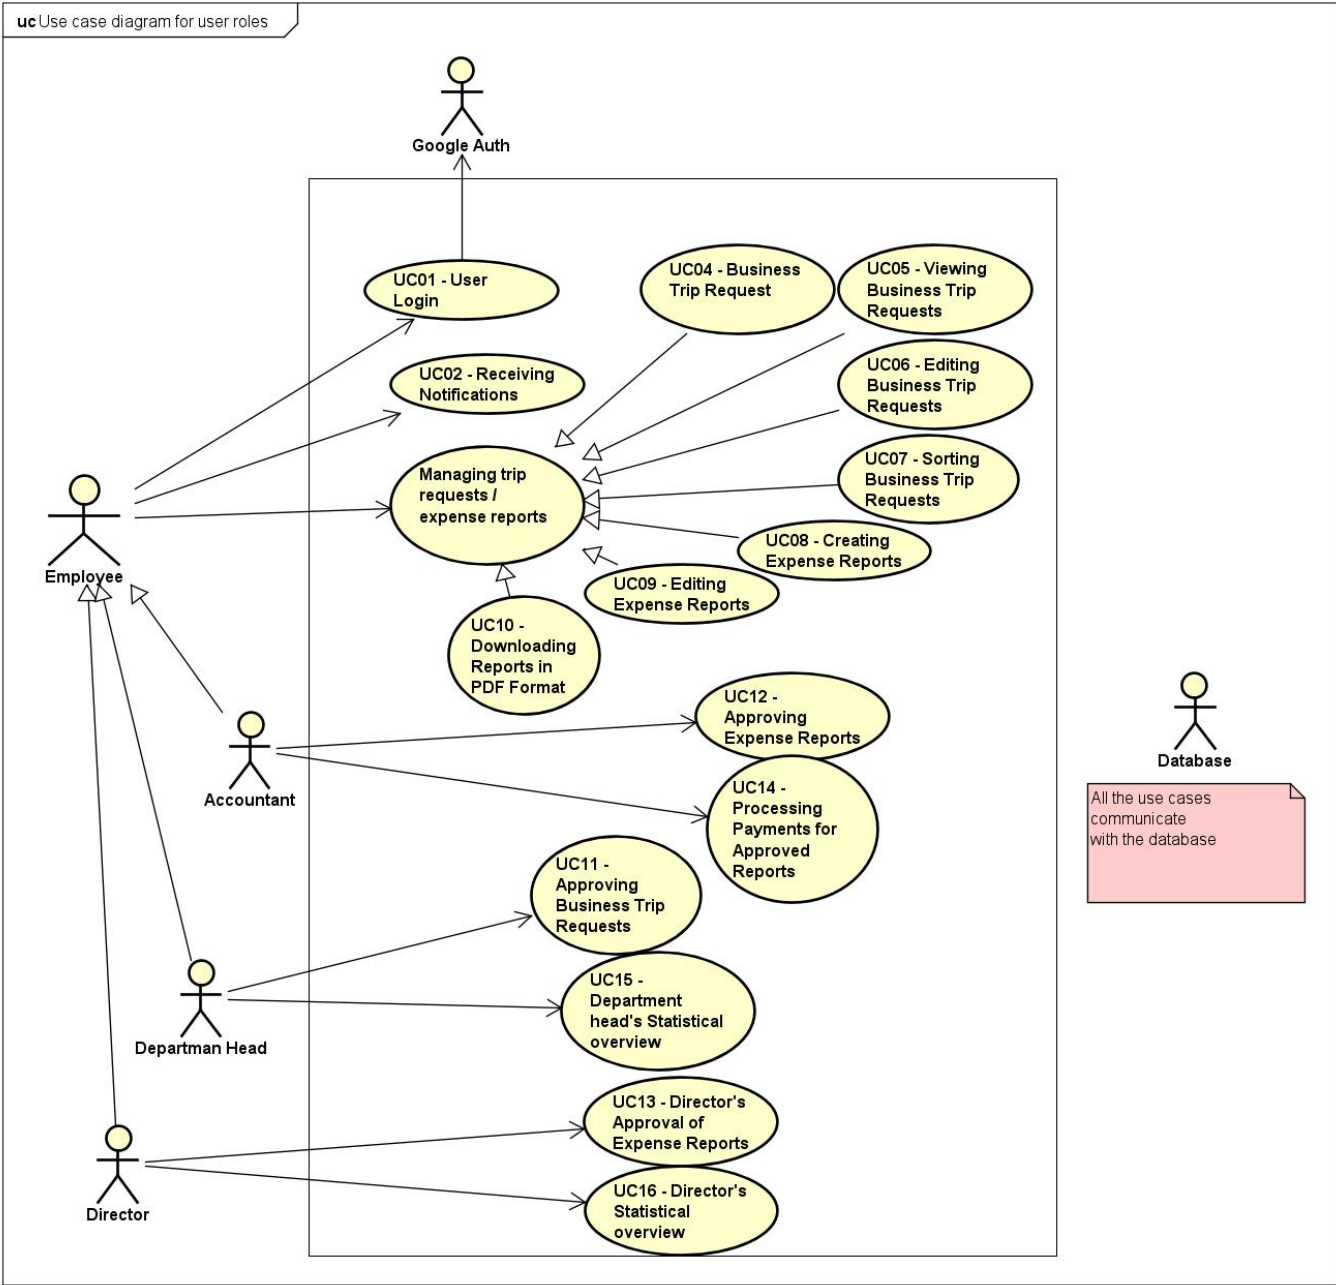 uc Use case diagram for user roles
Google Auth
UC01 - User
Login
UC04 - Business
Trip Request
UC05 - Viewing
Business Trip
Requests
UC02 - Receiving
Notifications
UC06 - Editing
Business Trip
Requests
Managing trip
requests /
expense reports
UC07 - Sorting
Business Trip
Requests
UC08 - Creating
Expense Reports
Employee
UC09 - Editing
Expense Reports
UC10 -
Downloading
Reports in
PDF Format
UC12 -
Approving
Expense Reports
Accountant
Database
UC14 -
Processing
Payments for
Approved
Reports
All the use cases
communicate
with the database
UC11 -
Approving
Business Trip
Requests
UC15 -
Department
head's Statistical
overview
Departman Head
UC13 - Director's
Approval of
Expense Reports
UC16 - Director's
Statistical
overview
Director